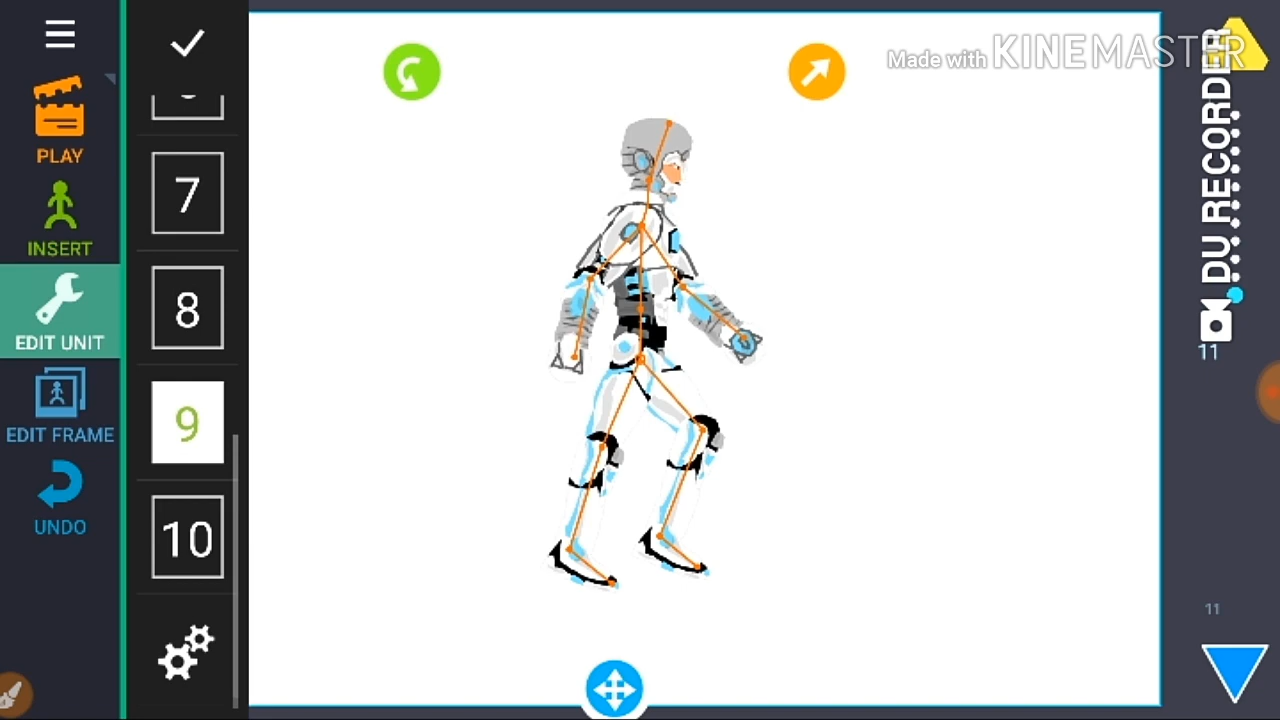 PLAY
INSERT
EDIT UNIT
EDIT FRAME
UNDO
7
8
9
10
Made with KINEMASTER
DU RECORDER
11
11